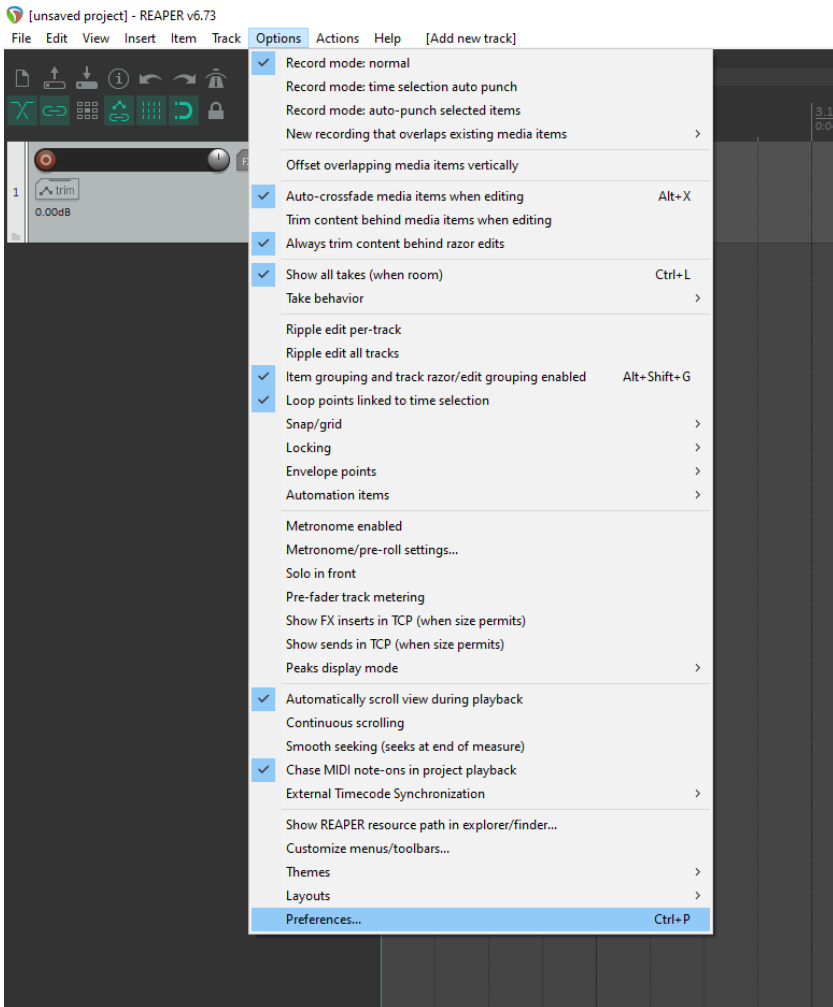 [unsaved project] - REAPER v6.73
File Edit View Insert Item Track Options Actions Help [Add new track]
Record mode: normal
Record mode: time selection auto punch
Record mode: auto-punch selected items
New recording that overlaps existing media items
Offset overlapping media items vertically
Auto-crossfade media items when editing Alt+X
Trim content behind media items when editing
Always trim content behind razor edits
Show all takes (when room) Ctrl+L
Take behavior
Ripple edit per-track
Ripple edit all tracks
Item grouping and track razor/edit grouping enabled Alt+Shift+G
Loop points linked to time selection
Snap/grid
Locking
Envelope points
Automation items
Metronome enabled
Metronome/pre-roll settings...
Solo in front
Pre-fader track metering
Show FX inserts in TCP (when size permits)
Show sends in TCP (when size permits)
Peaks display mode
Automatically scroll view during playback
Continuous scrolling
Smooth seeking (seeks at end of measure)
Chase MIDI note-ons in project playback
External Timecode Synchronization
Show REAPER resource path in explorer/finder...
Customize menus/toolbars...
Themes
Layouts
Preferences... Ctrl+P
1
trim
0.00dB
3.1